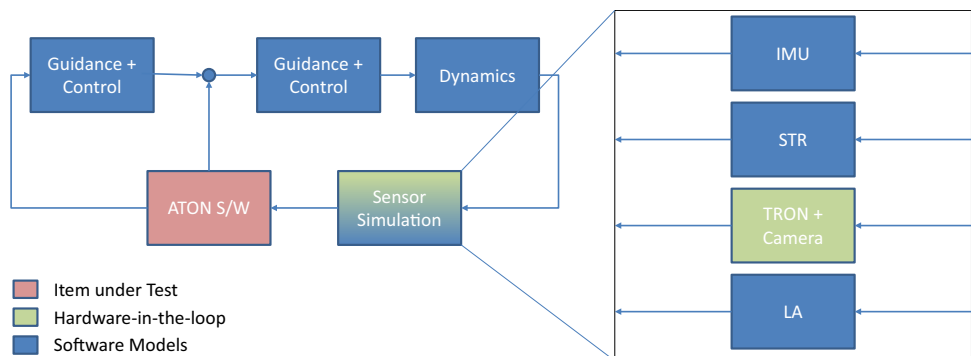 Guidance +
Control
Guidance +
Control
Dynamics
ATON S/W
Sensor
Simulation
IMU
STR
TRON +
Camera
LA
Item under Test
Hardware-in-the-loop
Software Models